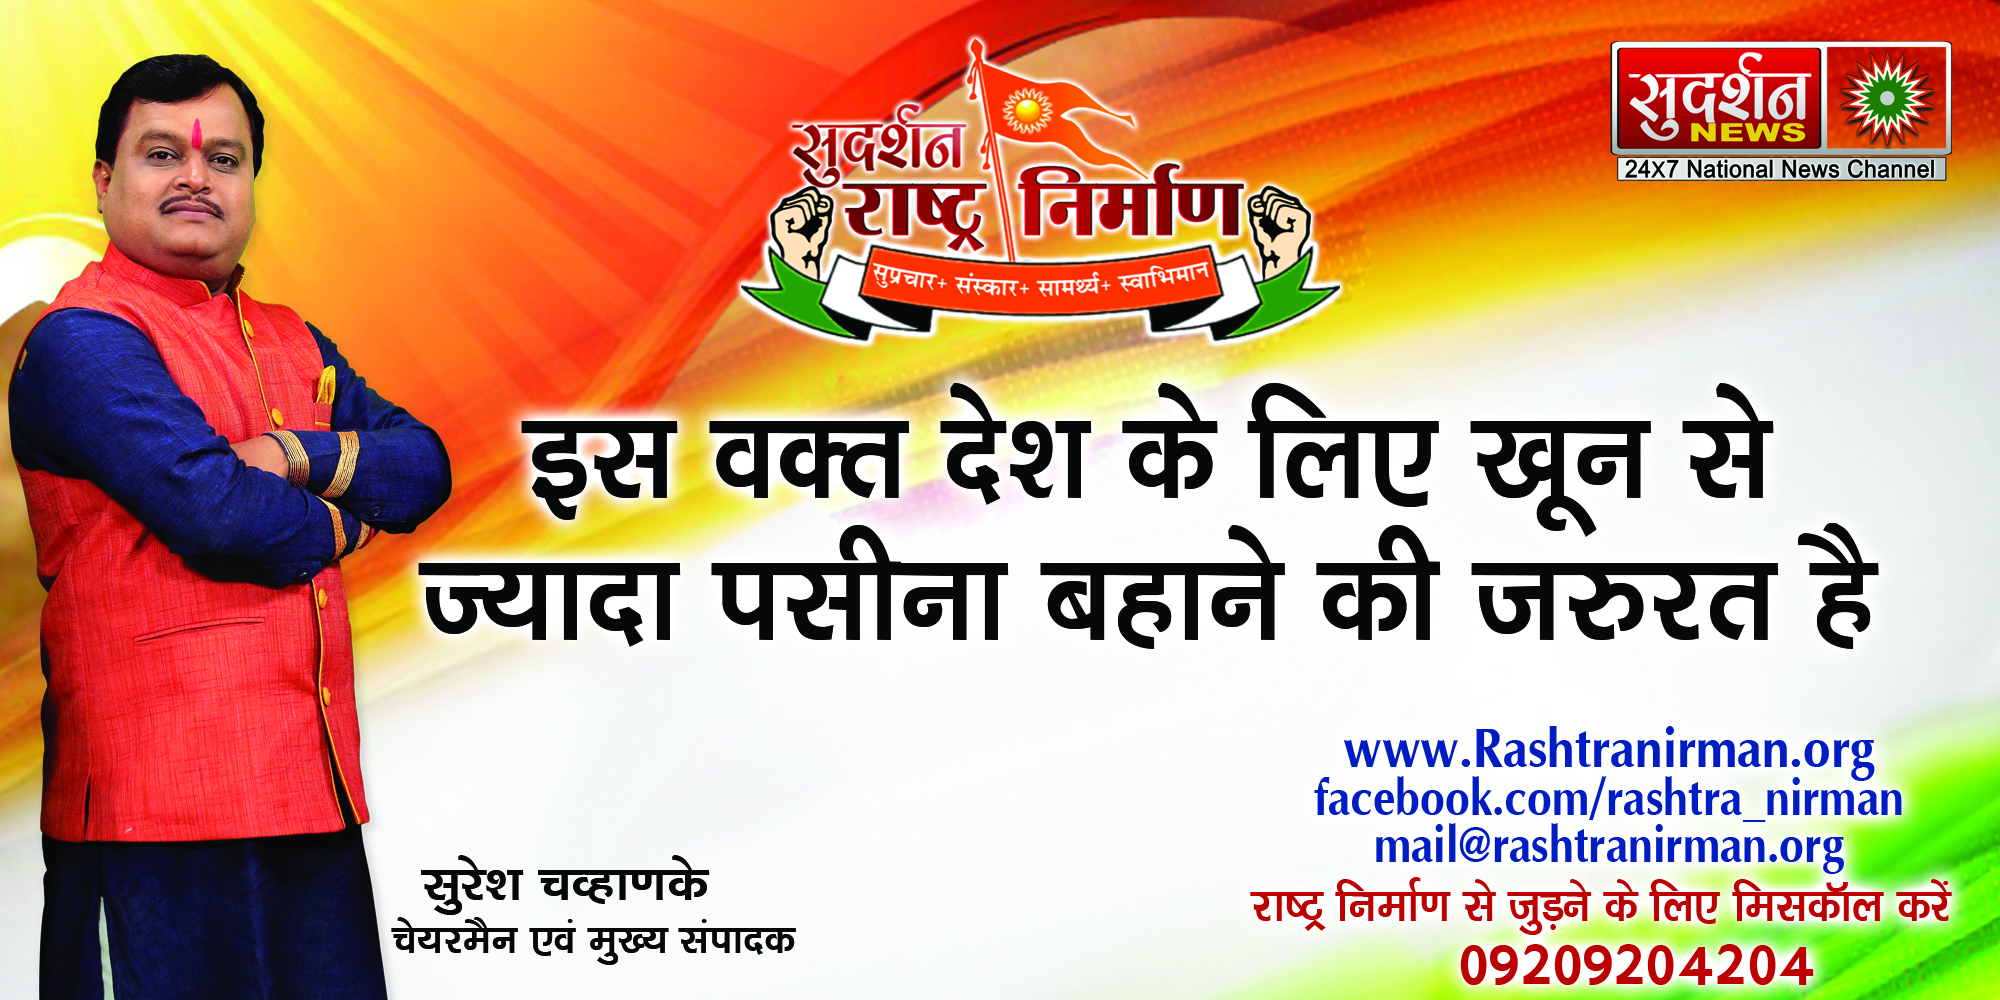 सुदर्शन
राष्ट्र निर्माण
सुप्रचार+ संस्कार+ सामर्थ्य+ स्वाभिमान
सुदर्शन
NEWS
24X7 National News Channel
इस वक्त देश के लिए खून से
ज्यादा पसीना बहाने की जरुरत है
सुरेश चव्हाणके
चेयरमैन एवं मुख्य संपादक
www.Rashtranirman.org
facebook.com/rashtra_nirman
mail@rashtranirman.org
राष्ट्र निर्माण से जुड़ने के लिए मिसकॉल करें
09209204204